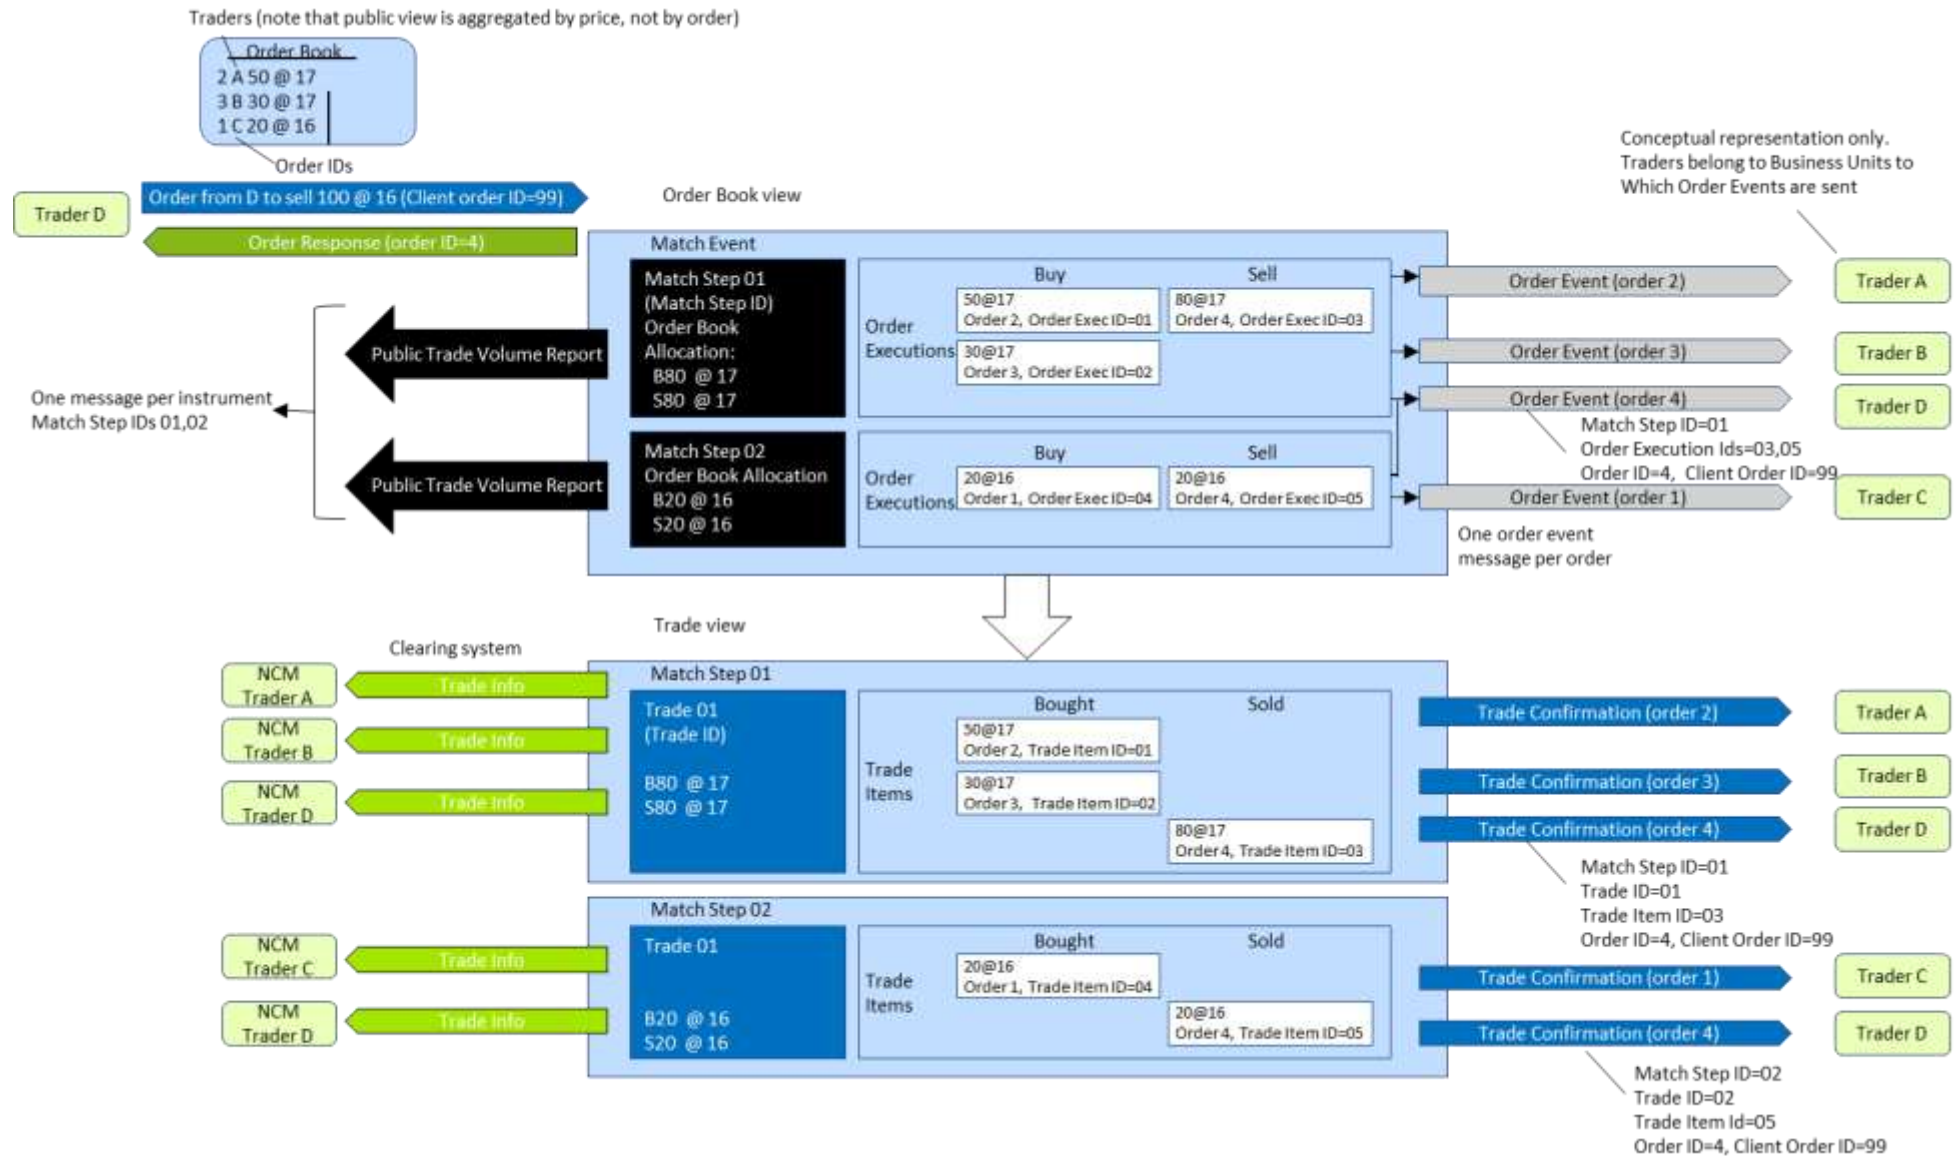 Traders (note that public view is aggregated by price, not by order)
Order Book
2 A 50 @ 17
3 B 30 @ 17
1 C 20 @ 16
Order IDs
Conceptual representation only.
Traders belong to Business Units to
Which Order Events are sent
Trader D
Order from D to sell 100 @ 16 (Client order ID=99)
Order Response (order ID=4)
Order Book view
Match Event
Match Step 01
(Match Step ID)
Order Book
Allocation:
B80 @ 17
S80 @ 17
Order
Executions
Buy
Sell
50@17
Order 2, Order Exec ID=01
80@17
Order 4, Order Exec ID=03
30@17
Order 3, Order Exec ID=02
Public Trade Volume Report
One message per instrument
Match Step IDs 01,02
Public Trade Volume Report
Match Step 02
Order Book Allocation
B20 @ 16
S20 @ 16
Order
Executions
Buy
Sell
20@16
Order 1, Order Exec ID=04
20@16
Order 4, Order Exec ID=05
Order Event (order 2)
Trader A
Order Event (order 3)
Trader B
Order Event (order 4)
Trader D
Match Step ID=01
Order Execution Ids=03,05
Order ID=4, Client Order ID=99
Order Event (order 1)
Trader C
One order event
message per order
Trade view
Clearing system
NCM
Trader A
Trade Info
NCM
Trader B
Trade Info
NCM
Trader D
Trade Info
Match Step 01
Trade 01
(Trade ID)
B80 @ 17
S80 @ 17
Trade
Items
Bought
Sold
50@17
Order 2, Trade Item ID=01
30@17
Order 3, Trade Item ID=02
80@17
Order 4, Trade Item ID=03
Trade Confirmation (order 2)
Trader A
Trade Confirmation (order 3)
Trader B
Trade Confirmation (order 4)
Trader D
Match Step ID=01
Trade ID=01
Trade Item ID=03
Order ID=4, Client Order ID=99
NCM
Trader C
Trade Info
NCM
Trader D
Trade Info
Match Step 02
Trade 01
B20 @ 16
S20 @ 16
Trade
Items
Bought
Sold
20@16
Order 1, Trade Item ID=04
20@16
Order 4, Trade Item ID=05
Trade Confirmation (order 1)
Trader C
Trade Confirmation (order 4)
Trader D
Match Step ID=02
Trade ID=02
Trade Item Id=05
Order ID=4, Client Order ID=99